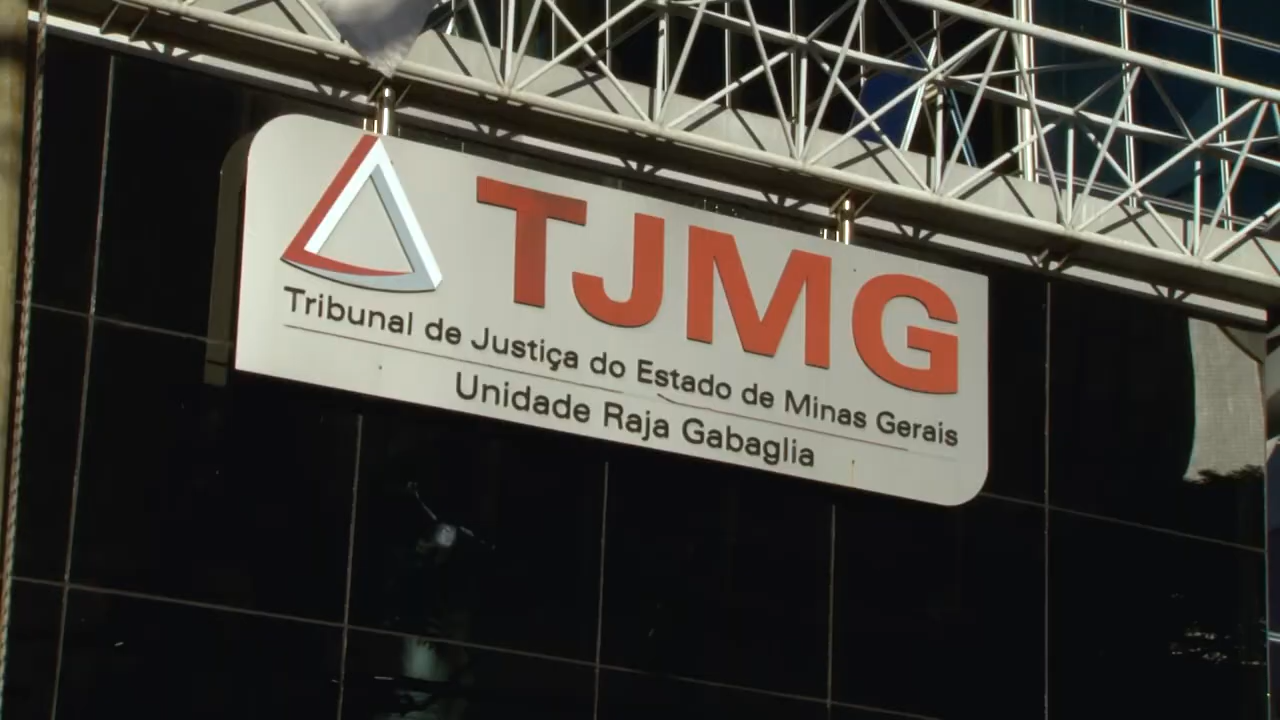 TJMG
Tribunal de Justiça do Estado de Minas Gerais
Unidade Raja Gabaglia